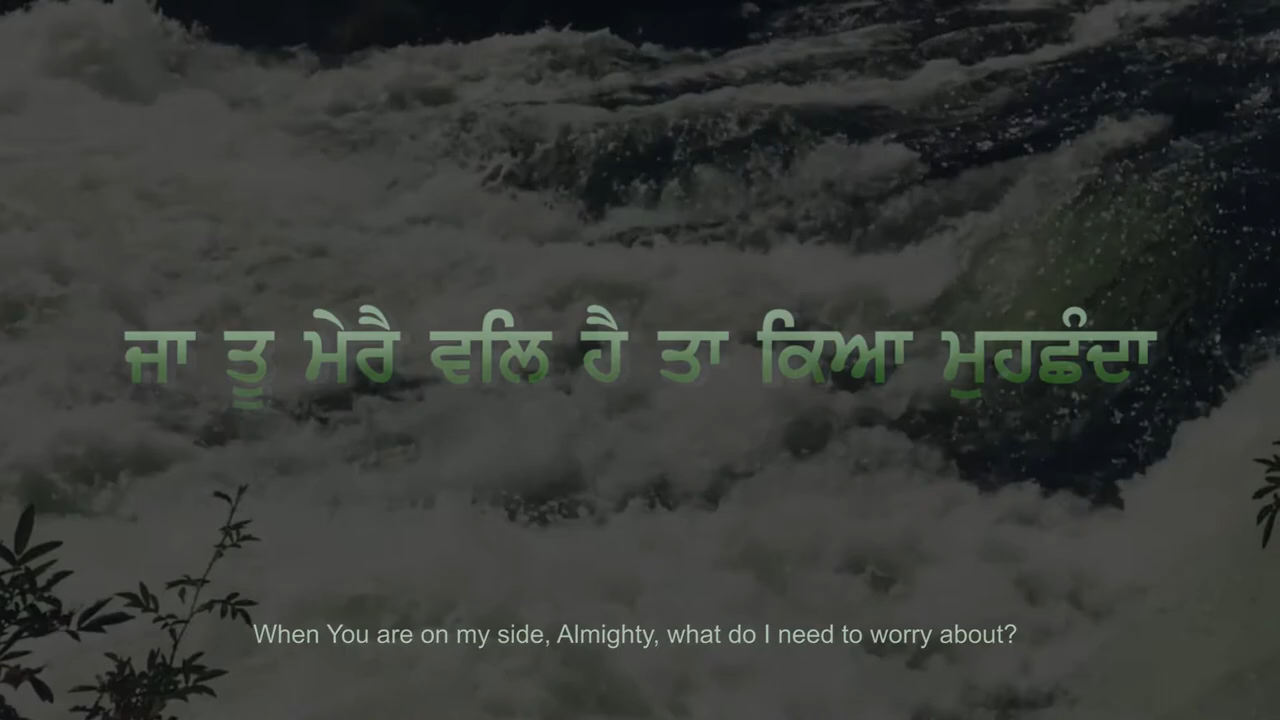 ਜਾ ਤੂ ਮੇਰੈ ਵਲਿ ਹੈ ਤਾ ਕਿਆ ਮੁਹਛੰਦਾ
When You are on my side, Almighty, what do I need to worry about?